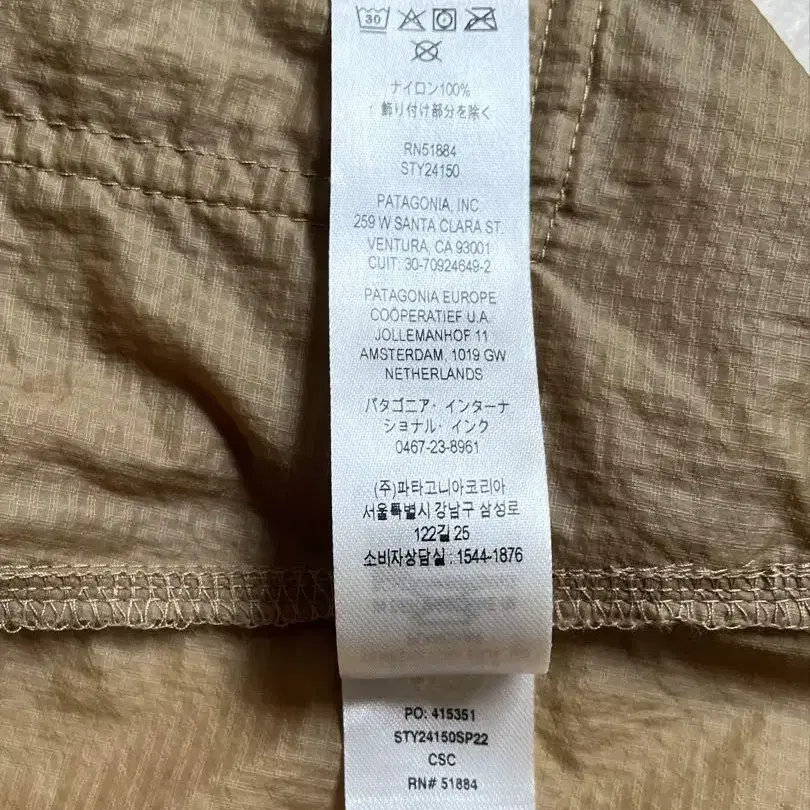 30
ナイロン100%
飾り付け部分を除く
RN51884
STY24150
PATAGONIA, INC.
259 W SANTA CLARA ST.
VENTURA, CA 93001
CUIT: 30-70924649-2
PATAGONIA EUROPE
COÖPERATIEF U.A.
JOLLEMANHOF 11
AMSTERDAM, 1019 GW
NETHERLANDS
パタゴニア・インターナ
ショナル・インク
0467-23-8961
(주)파타고니아코리아
서울특별시 강남구 삼성로
122길 25
소비자상담실 : 1544-1876
PO: 415351
STY24150SP22
CSC
RN# 51884